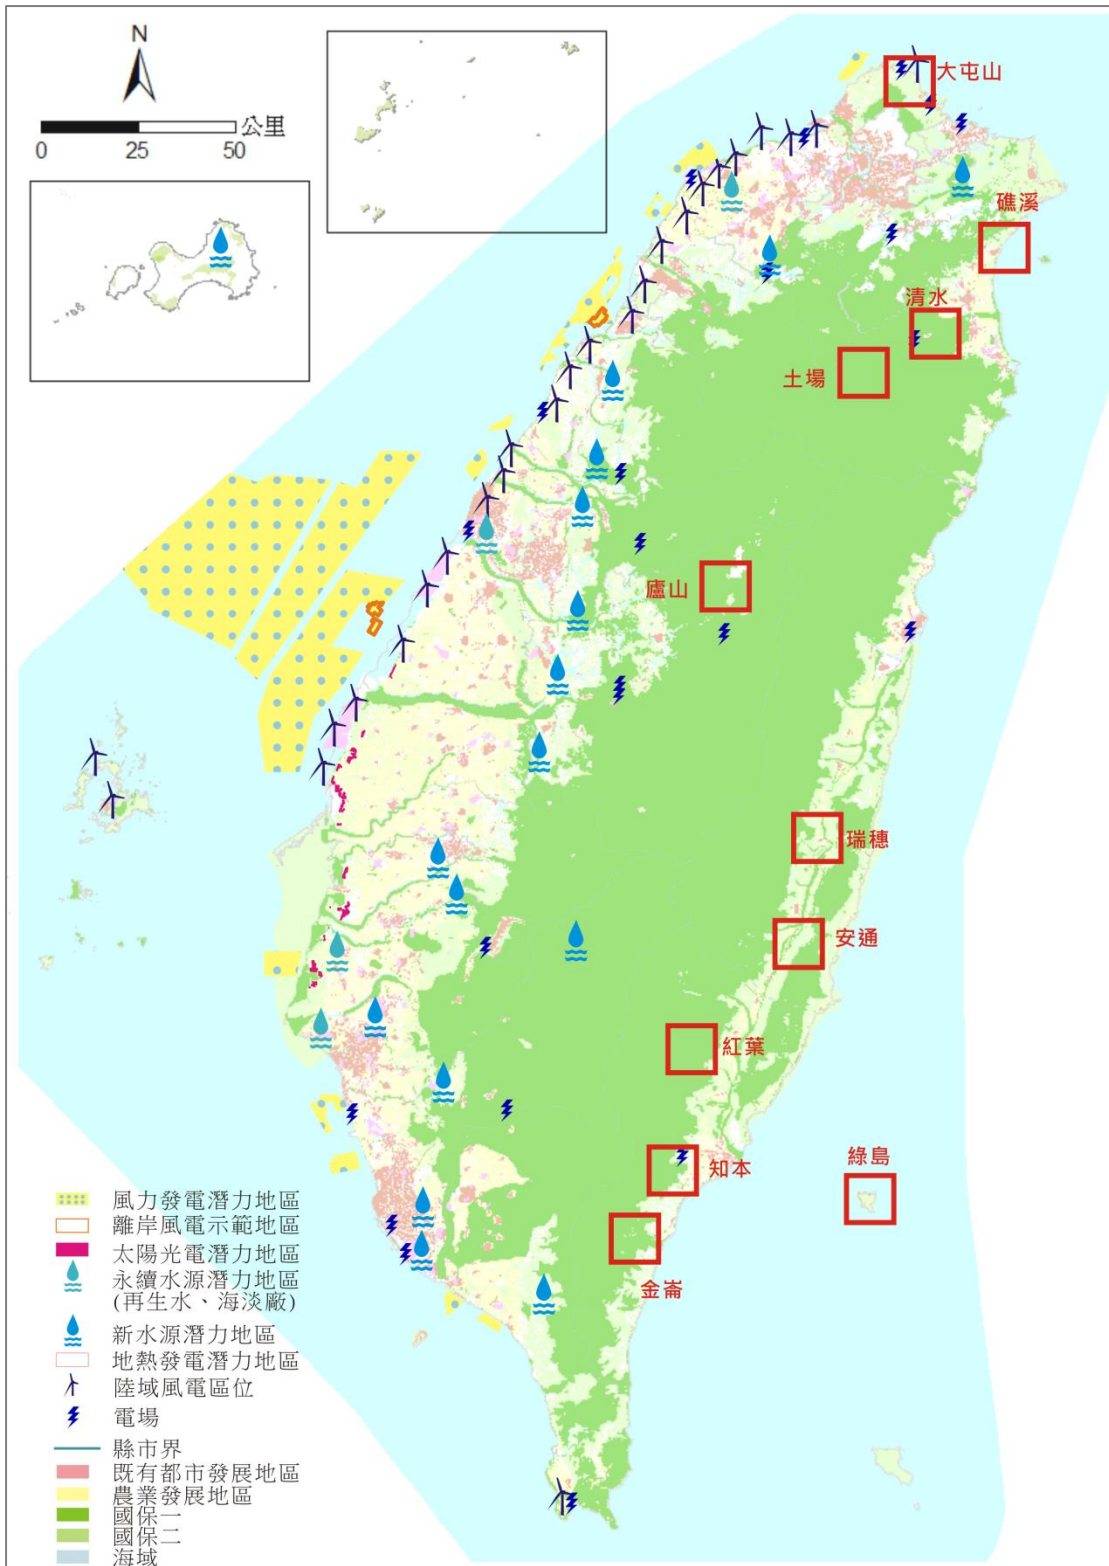 N
公里
0 25 50
大屯山
礁溪
清水
土場
廬山
瑞穗
安通
紅葉
知本
綠島
金崙
風力發電潛力地區
離岸風電示範地區
太陽光電潛力地區
永續水源潛力地區
(再生水、海淡廠)
新水源潛力地區
地熱發電潛力地區
陸域風電區位
電場
縣市界
既有都市發展地區
農業發展地區
國保一
國保二
海域